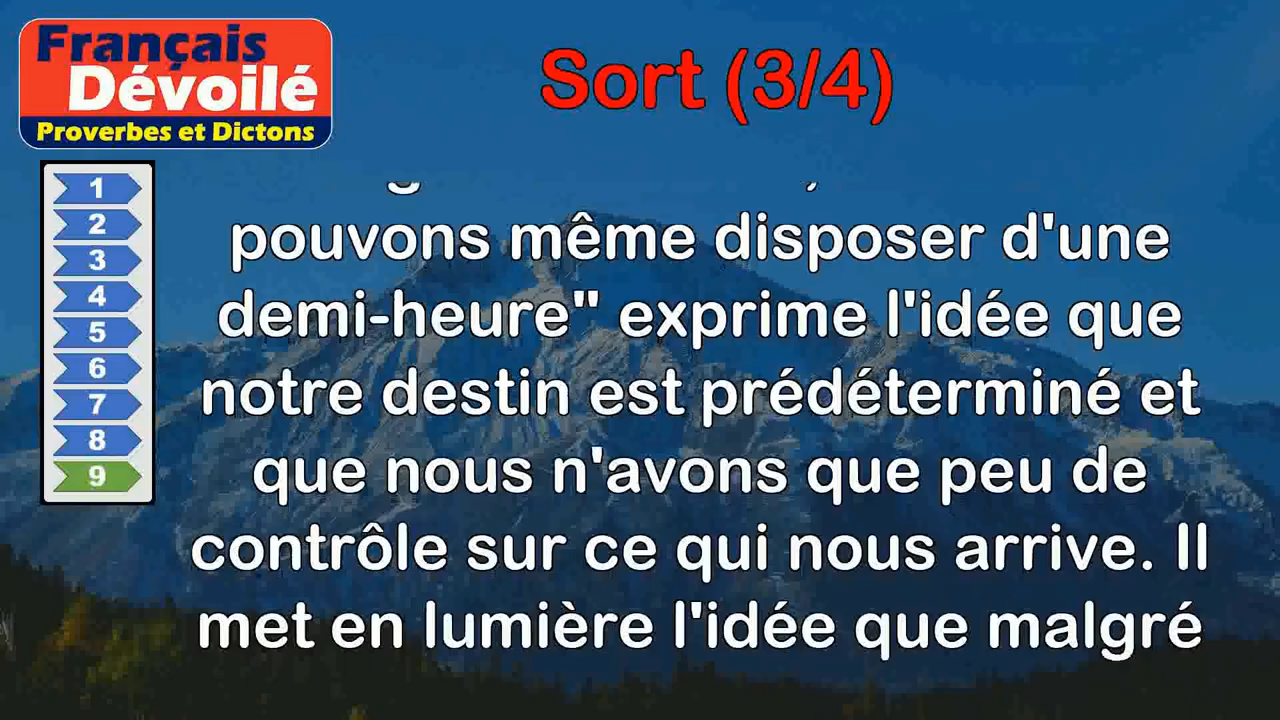 Français
Dévoilé
Proverbes et Dictons
Sort (3/4)
1
2
3
4
5
6
7
8
9
pouvons même disposer d'une
demi-heure" exprime l'idée que
notre destin est prédéterminé et
que nous n'avons que peu de
contrôle sur ce qui nous arrive. Il
met en lumière l'idée que malgré